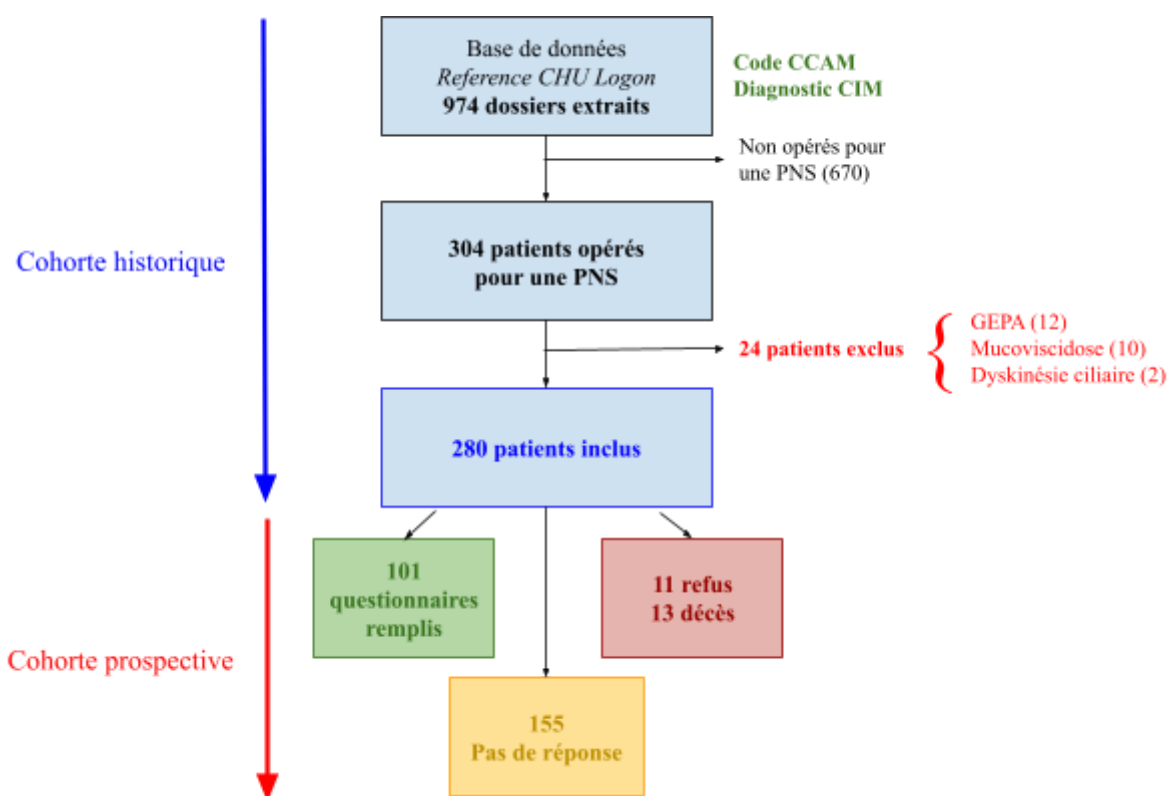 Base de données
Reference CHU Logon
974 dossiers extraits
Code CCAM
Diagnostic CIM
Non opérés pour
une PNS (670)
Cohorte historique
304 patients opérés
pour une PNS
24 patients exclus
GEPA (12)
Mucoviscidose (10)
Dyskinésie ciliaire (2)
280 patients inclus
101
questionnaires
remplis
11 refus
13 décès
Cohorte prospective
155
Pas de réponse